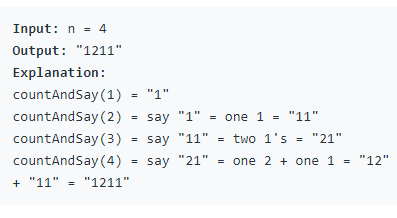 Input: n = 4
Output: "1211"
Explanation:
countAndSay(1) = "1"
countAndSay(2) = say "1" = one 1 = "11"
countAndSay(3) = say "11" = two 1's = "21"
countAndSay(4) = say "21" = one 2 + one 1 = "12"
+ "11" = "1211"